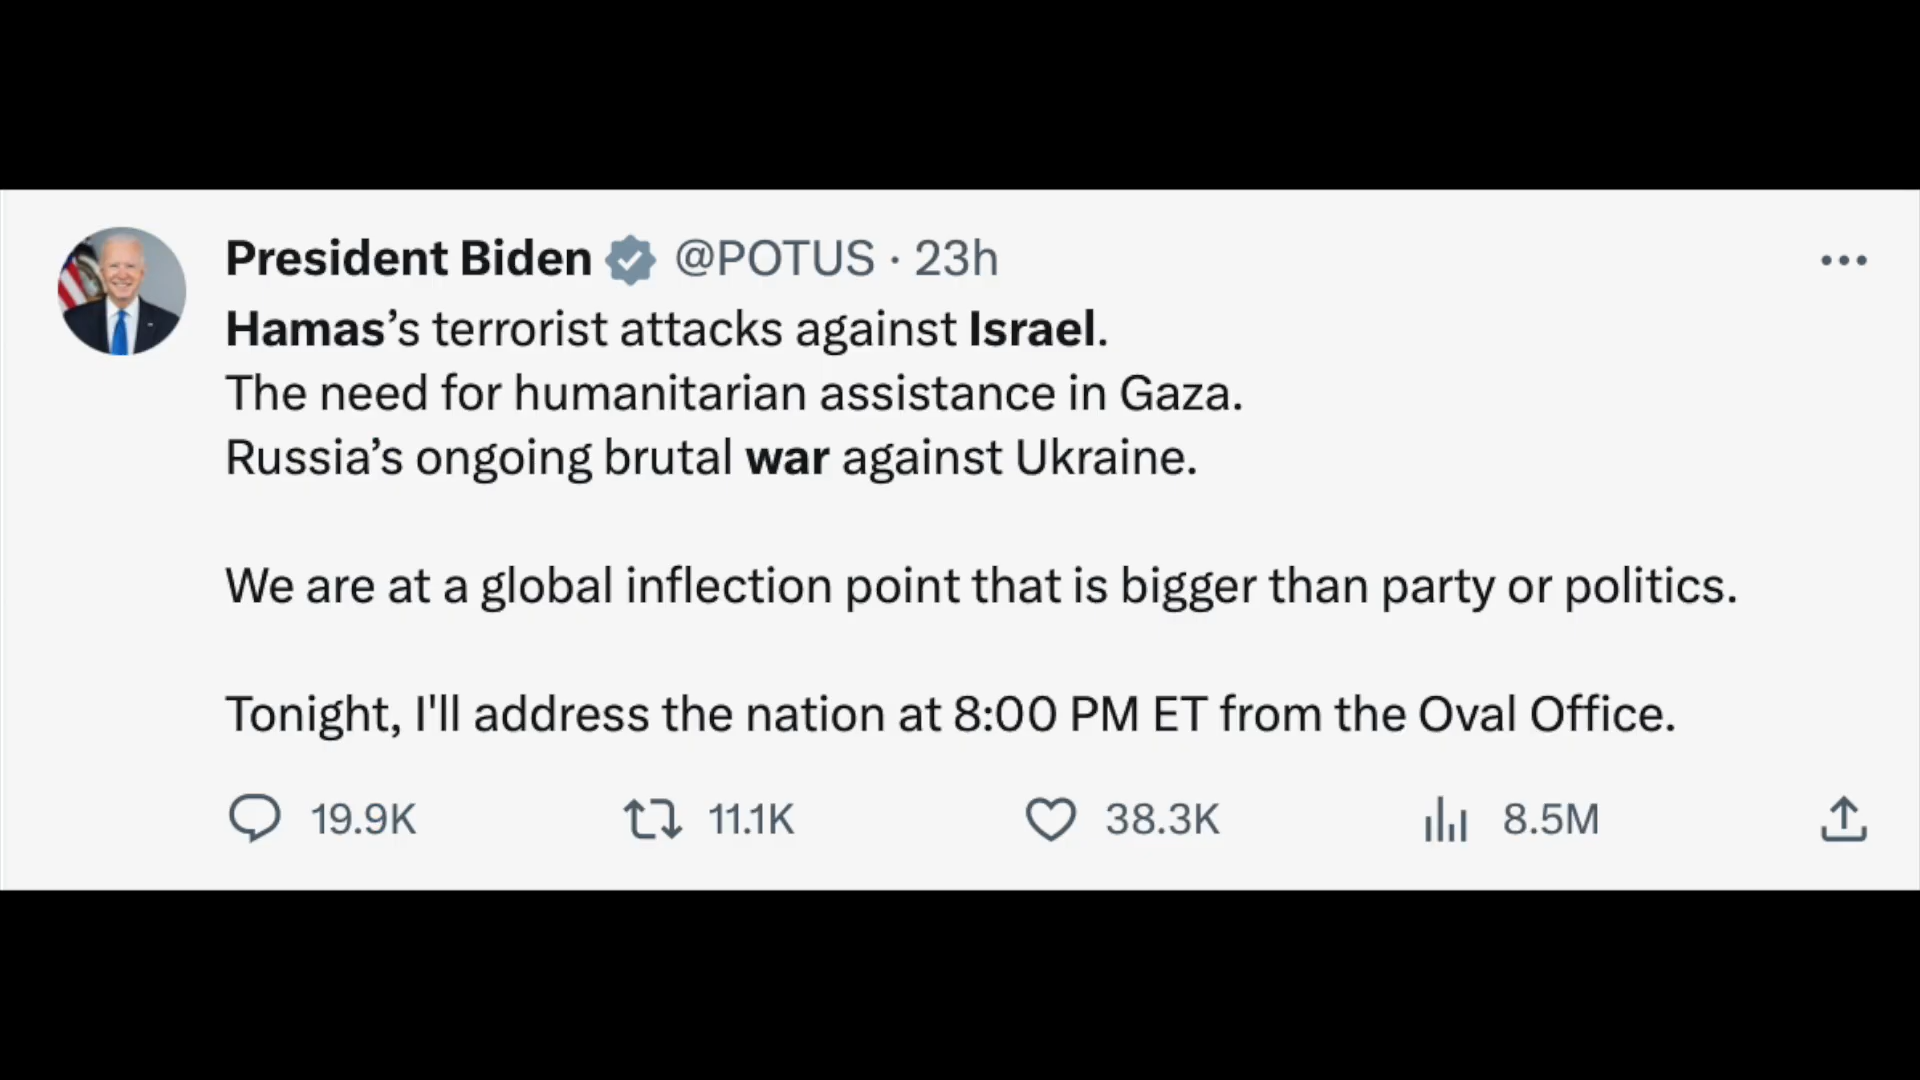 President Biden @POTUS · 23h
Hamas’s terrorist attacks against Israel.
The need for humanitarian assistance in Gaza.
Russia’s ongoing brutal war against Ukraine.
We are at a global inflection point that is bigger than party or politics.
Tonight, I'll address the nation at 8:00 PM ET from the Oval Office.
19.9K 11.1K 38.3K 8.5M